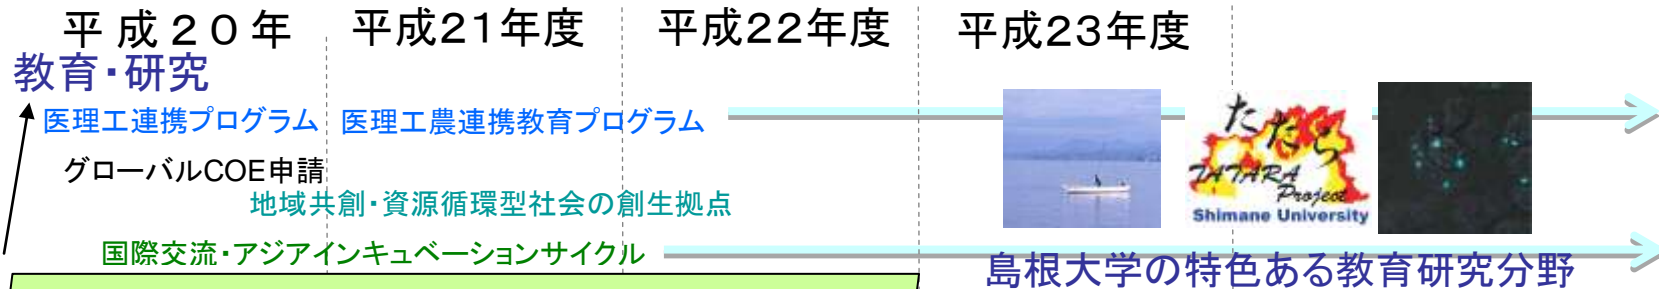 平成20年 平成21年度 平成22年度 平成23年度
教育・研究
医理工連携プログラム 医理工農連携教育プログラム
グローバルCOE申請
地域共創・資源循環型社会の創生拠点
国際交流・アジアインキュベーションサイクル
たたら
TATARA
Project
Shimane University
島根大学の特色ある教育研究分野